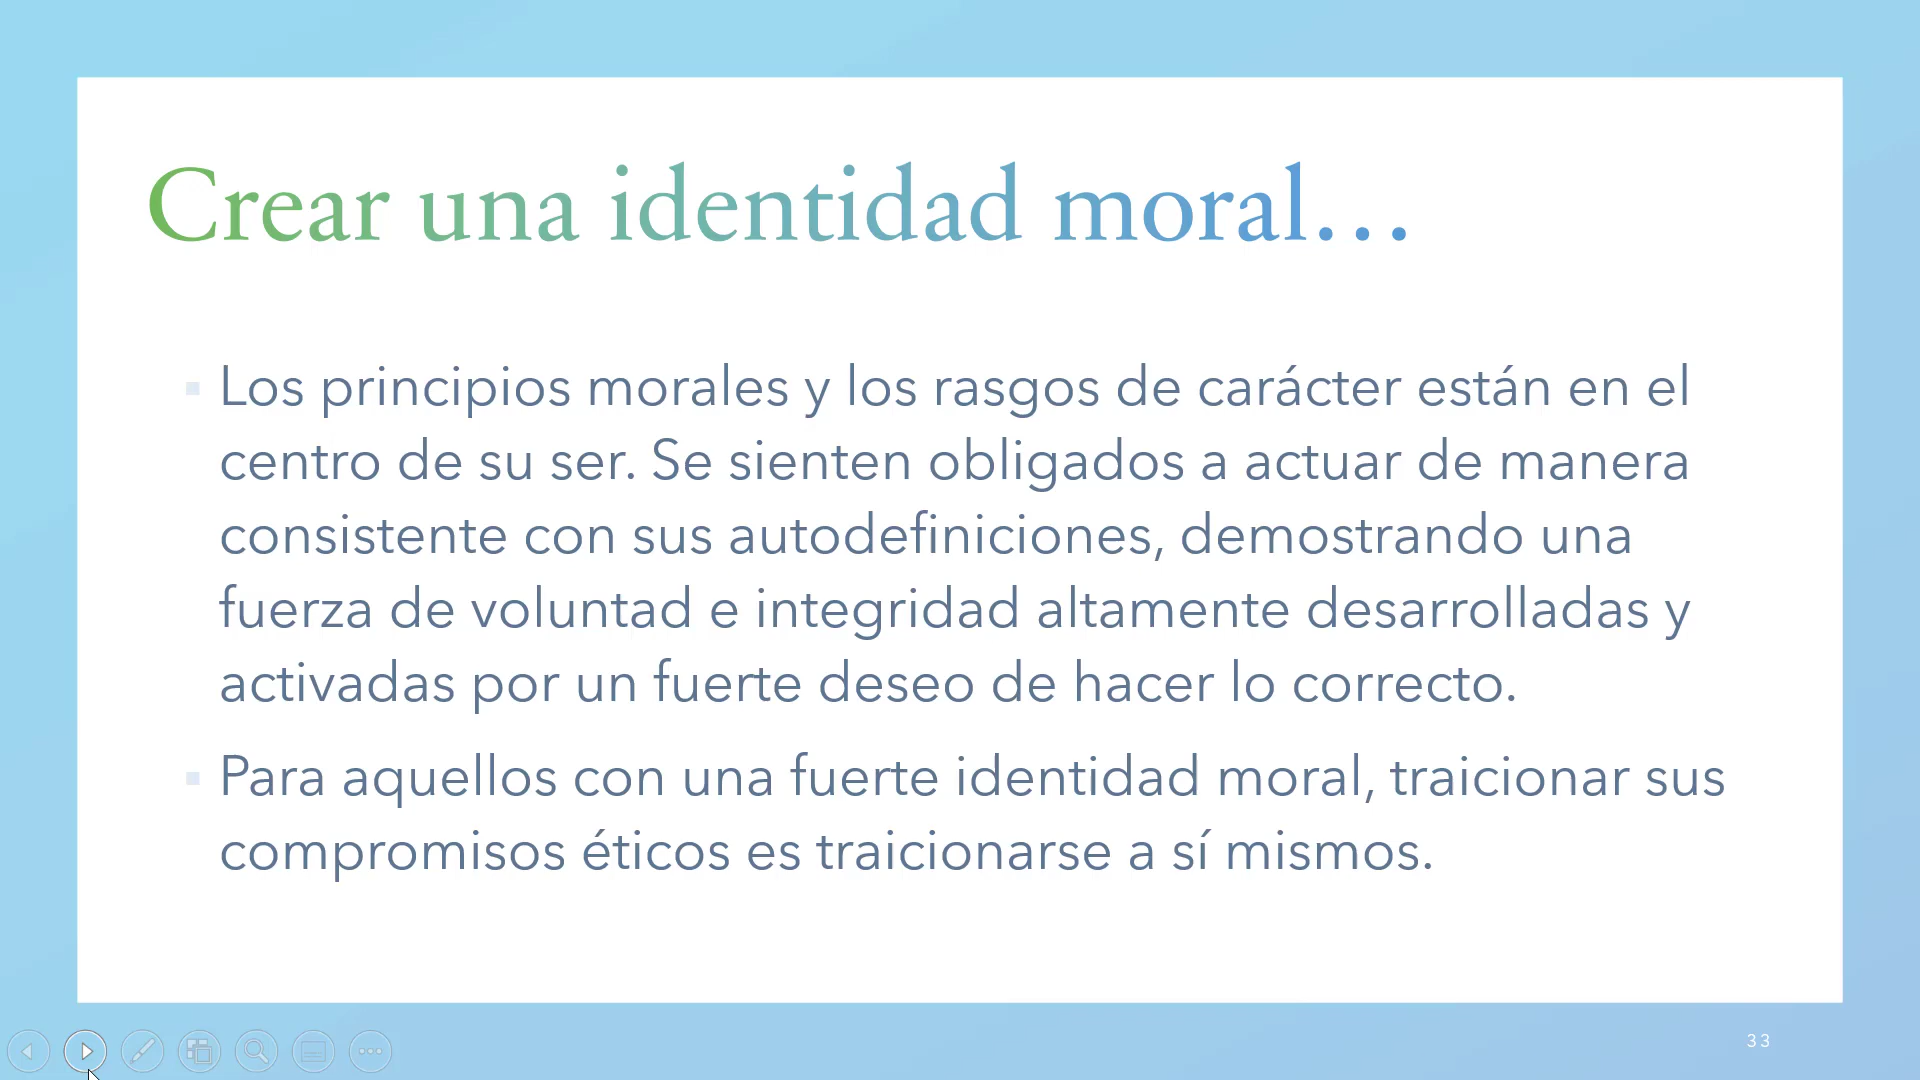 Crear una identidad moral...
▪ Los principios morales y los rasgos de carácter están en el
centro de su ser. Se sienten obligados a actuar de manera
consistente con sus autodefiniciones, demostrando una
fuerza de voluntad e integridad altamente desarrolladas y
activadas por un fuerte deseo de hacer lo correcto.
▪ Para aquellos con una fuerte identidad moral, traicionar sus
compromisos éticos es traicionarse a sí mismos.
33